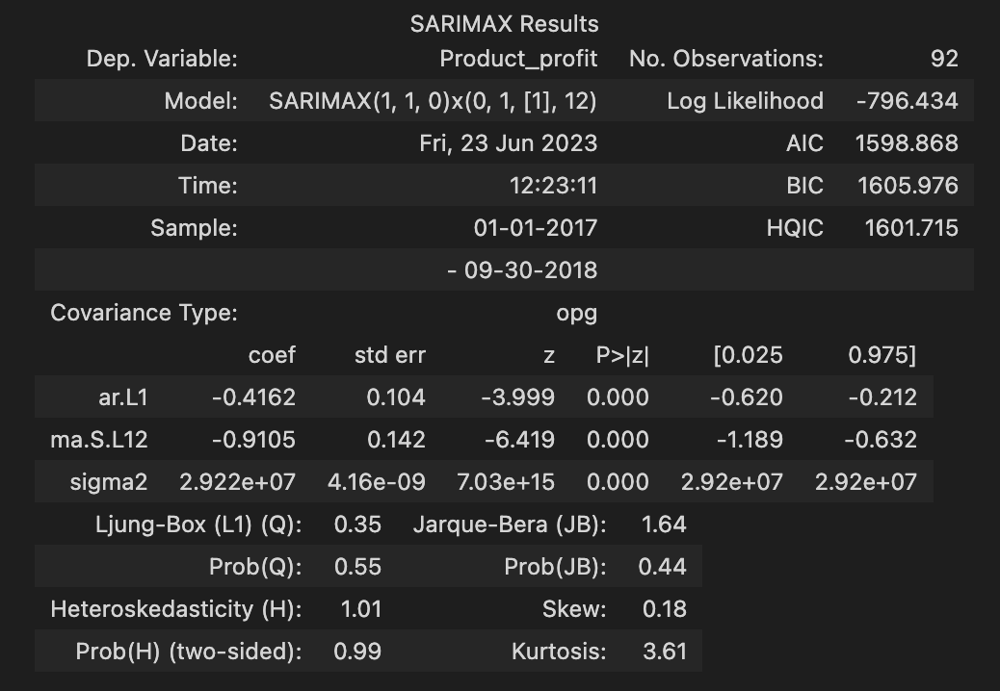 SARIMAX Results
Dep. Variable: Product_profit No. Observations: 92
Model: SARIMAX(1, 1, 0)x(0, 1, [1], 12) Log Likelihood -796.434
Date: Fri, 23 Jun 2023 AIC 1598.868
Time: 12:23:11 BIC 1605.976
Sample: 01-01-2017 HQIC 1601.715
- 09-30-2018
Covariance Type: opg
coef std err z P>|z| [0.025 0.975]
ar.L1 -0.4162 0.104 -3.999 0.000 -0.620 -0.212
ma.S.L12 -0.9105 0.142 -6.419 0.000 -1.189 -0.632
sigma2 2.922e+07 4.16e-09 7.03e+15 0.000 2.92e+07 2.92e+07
Ljung-Box (L1) (Q): 0.35 Jarque-Bera (JB): 1.64
Prob(Q): 0.55 Prob(JB): 0.44
Heteroskedasticity (H): 1.01 Skew: 0.18
Prob(H) (two-sided): 0.99 Kurtosis: 3.61